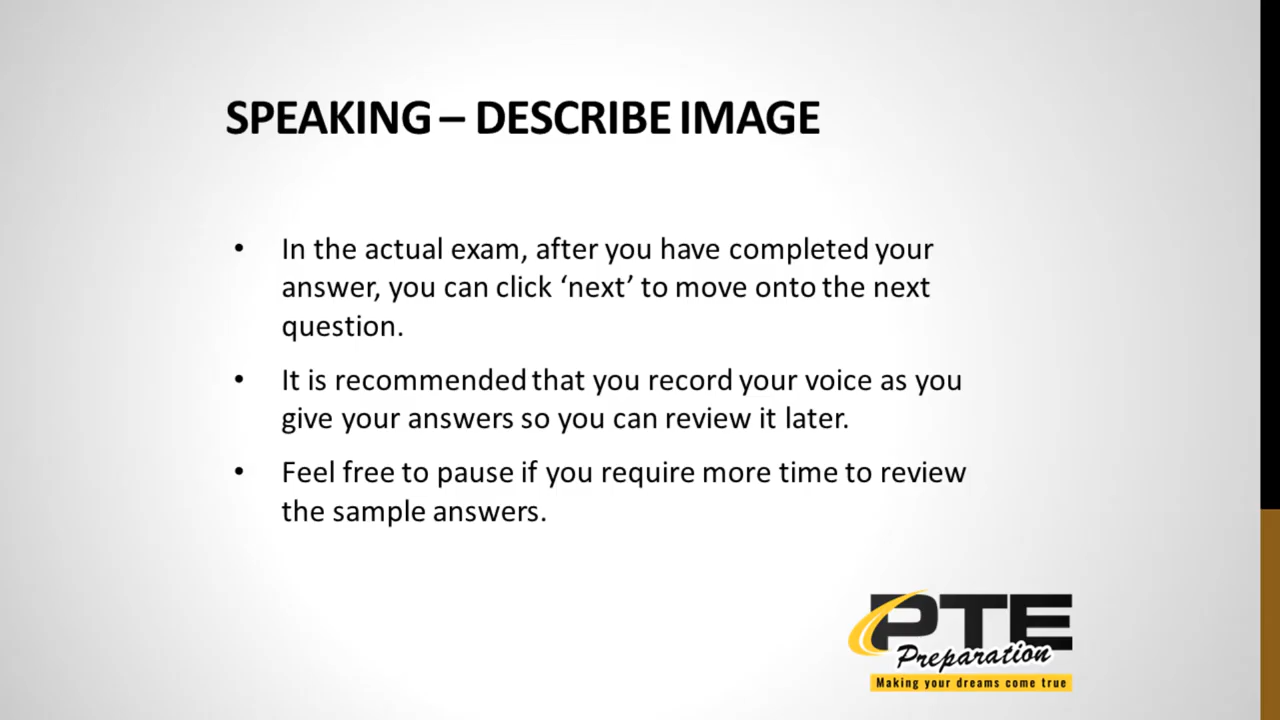 SPEAKING – DESCRIBE IMAGE
• In the actual exam, after you have completed your
answer, you can click ‘next’ to move onto the next
question.
• It is recommended that you record your voice as you
give your answers so you can review it later.
• Feel free to pause if you require more time to review
the sample answers.
PTE
Preparation
Making your dreams come true